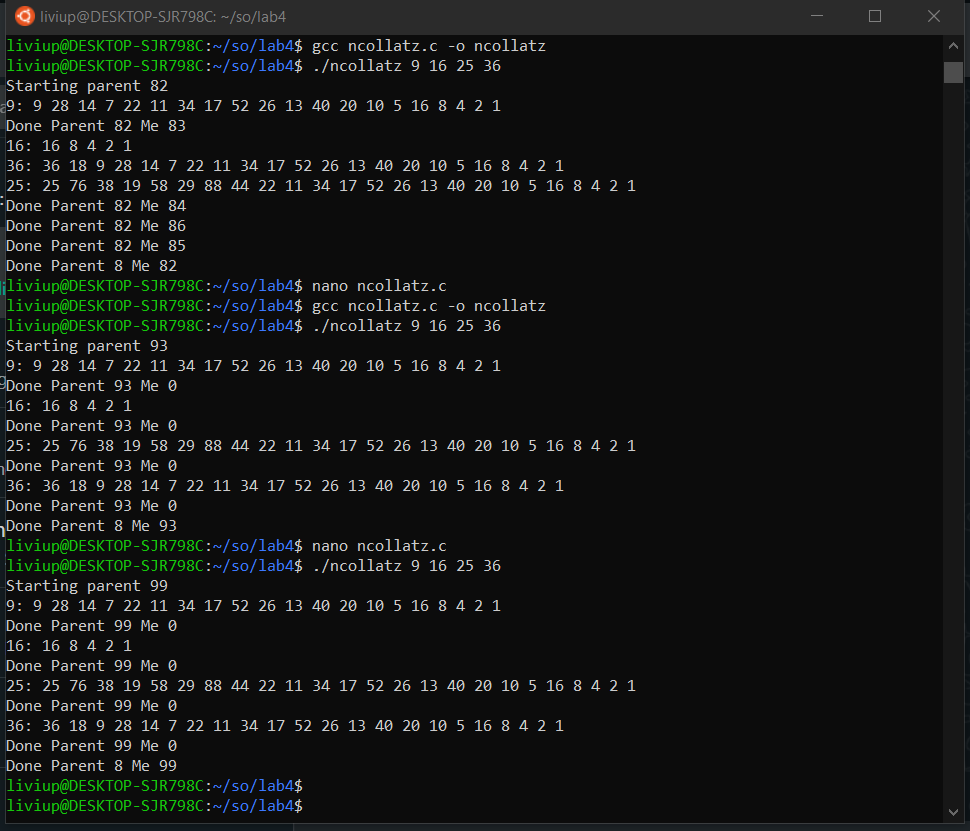 liviup@DESKTOP-SJR798C: ~/so/lab4
liviup@DESKTOP-SJR798C:~/so/lab4$ gcc ncollatz.c -o ncollatz
liviup@DESKTOP-SJR798C:~/so/lab4$ ./ncollatz 9 16 25 36
Starting parent 82
9: 9 28 14 7 22 11 34 17 52 26 13 40 20 10 5 16 8 4 2 1
Done Parent 82 Me 83
16: 16 8 4 2 1
36: 36 18 9 28 14 7 22 11 34 17 52 26 13 40 20 10 5 16 8 4 2 1
25: 25 76 38 19 58 29 88 44 22 11 34 17 52 26 13 40 20 10 5 16 8 4 2 1
Done Parent 82 Me 84
Done Parent 82 Me 86
Done Parent 82 Me 85
Done Parent 8 Me 82
liviup@DESKTOP-SJR798C:~/so/lab4$ nano ncollatz.c
liviup@DESKTOP-SJR798C:~/so/lab4$ gcc ncollatz.c -o ncollatz
liviup@DESKTOP-SJR798C:~/so/lab4$ ./ncollatz 9 16 25 36
Starting parent 93
9: 9 28 14 7 22 11 34 17 52 26 13 40 20 10 5 16 8 4 2 1
Done Parent 93 Me 0
16: 16 8 4 2 1
Done Parent 93 Me 0
25: 25 76 38 19 58 29 88 44 22 11 34 17 52 26 13 40 20 10 5 16 8 4 2 1
Done Parent 93 Me 0
36: 36 18 9 28 14 7 22 11 34 17 52 26 13 40 20 10 5 16 8 4 2 1
Done Parent 93 Me 0
Done Parent 8 Me 93
liviup@DESKTOP-SJR798C:~/so/lab4$ nano ncollatz.c
liviup@DESKTOP-SJR798C:~/so/lab4$ ./ncollatz 9 16 25 36
Starting parent 99
9: 9 28 14 7 22 11 34 17 52 26 13 40 20 10 5 16 8 4 2 1
Done Parent 99 Me 0
16: 16 8 4 2 1
Done Parent 99 Me 0
25: 25 76 38 19 58 29 88 44 22 11 34 17 52 26 13 40 20 10 5 16 8 4 2 1
Done Parent 99 Me 0
36: 36 18 9 28 14 7 22 11 34 17 52 26 13 40 20 10 5 16 8 4 2 1
Done Parent 99 Me 0
Done Parent 8 Me 99
liviup@DESKTOP-SJR798C:~/so/lab4$
liviup@DESKTOP-SJR798C:~/so/lab4$